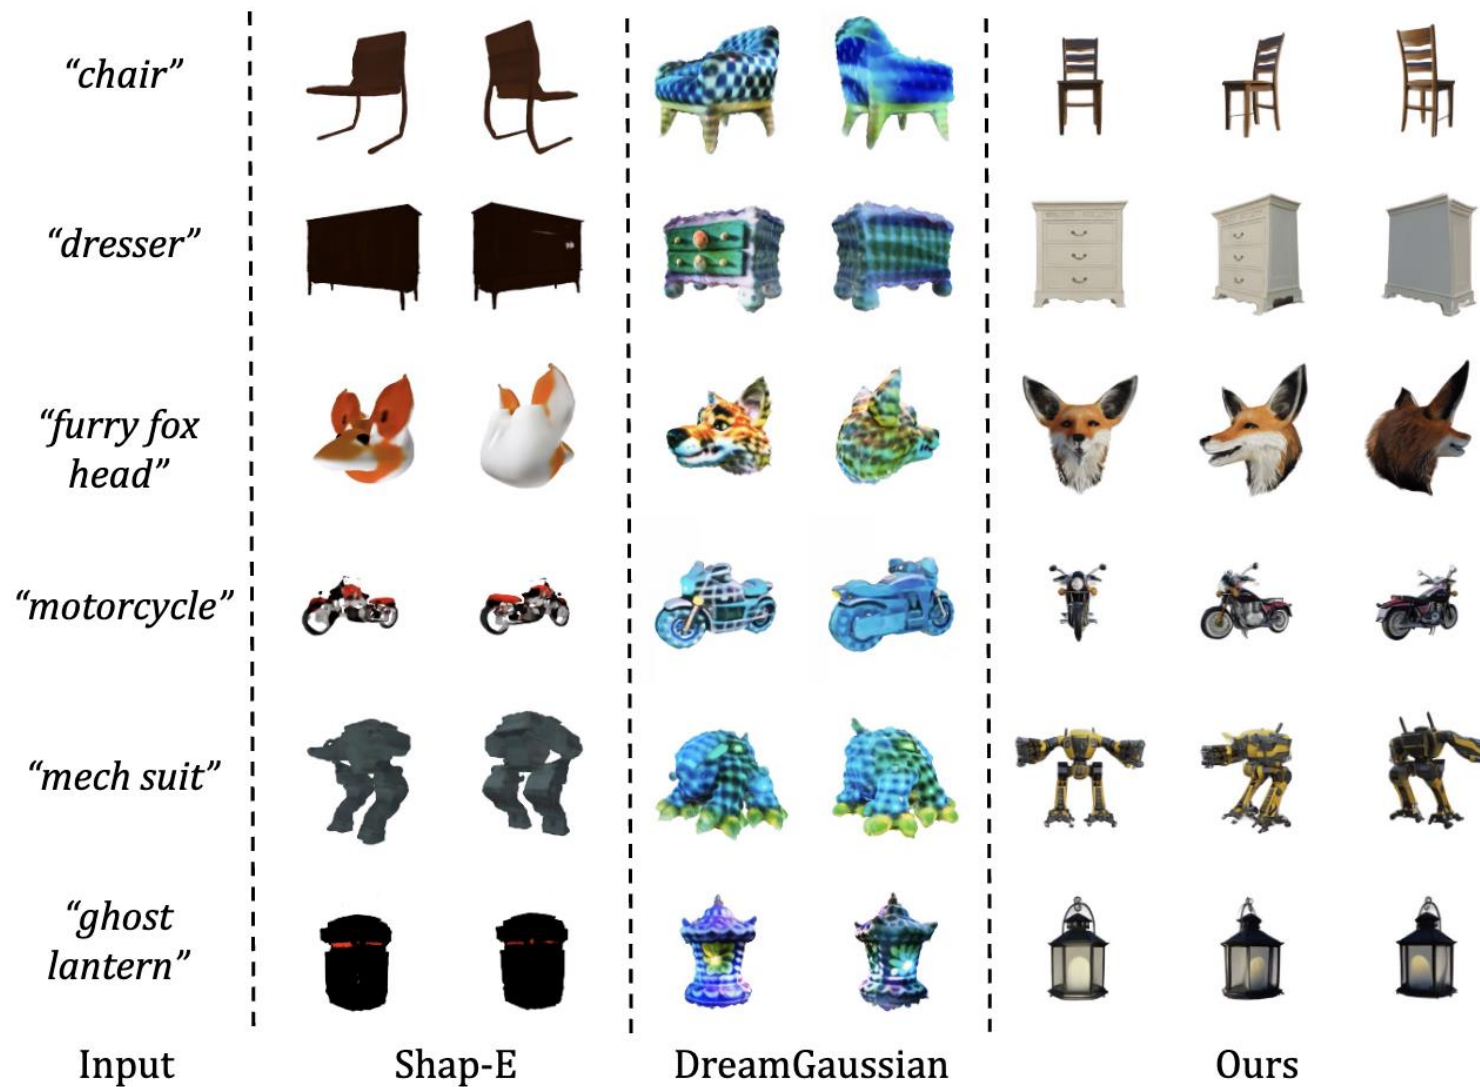 “chair”
“dresser”
“furry fox
head”
“motorcycle”
“mech suit”
“ghost
lantern”
Input
Shap-E
DreamGaussian
Ours